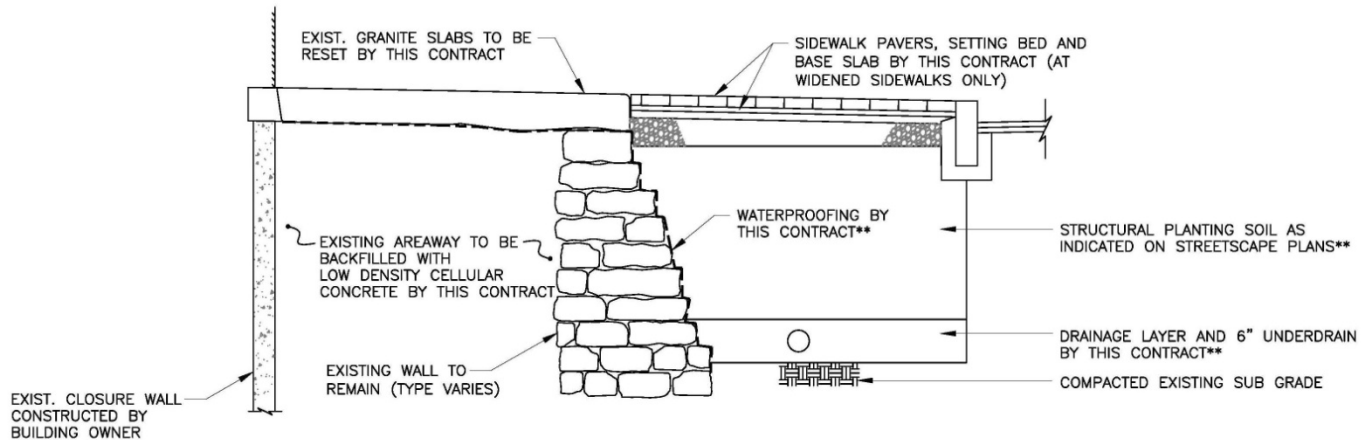 EXIST. GRANITE SLABS TO BE
RESET BY THIS CONTRACT
SIDEWALK PAVERS, SETTING BED AND
BASE SLAB BY THIS CONTRACT (AT
WIDENED SIDEWALKS ONLY)
WATERPROOFING BY
THIS CONTRACT**
STRUCTURAL PLANTING SOIL AS
INDICATED ON STREETSCAPE PLANS**
EXISTING AREAWAY TO BE
BACKFILLED WITH
LOW DENSITY CELLULAR
CONCRETE BY THIS CONTRACT
DRAINAGE LAYER AND 6" UNDERDRAIN
BY THIS CONTRACT**
EXISTING WALL TO
REMAIN (TYPE VARIES)
COMPACTED EXISTING SUB GRADE
EXIST. CLOSURE WALL
CONSTRUCTED BY
BUILDING OWNER